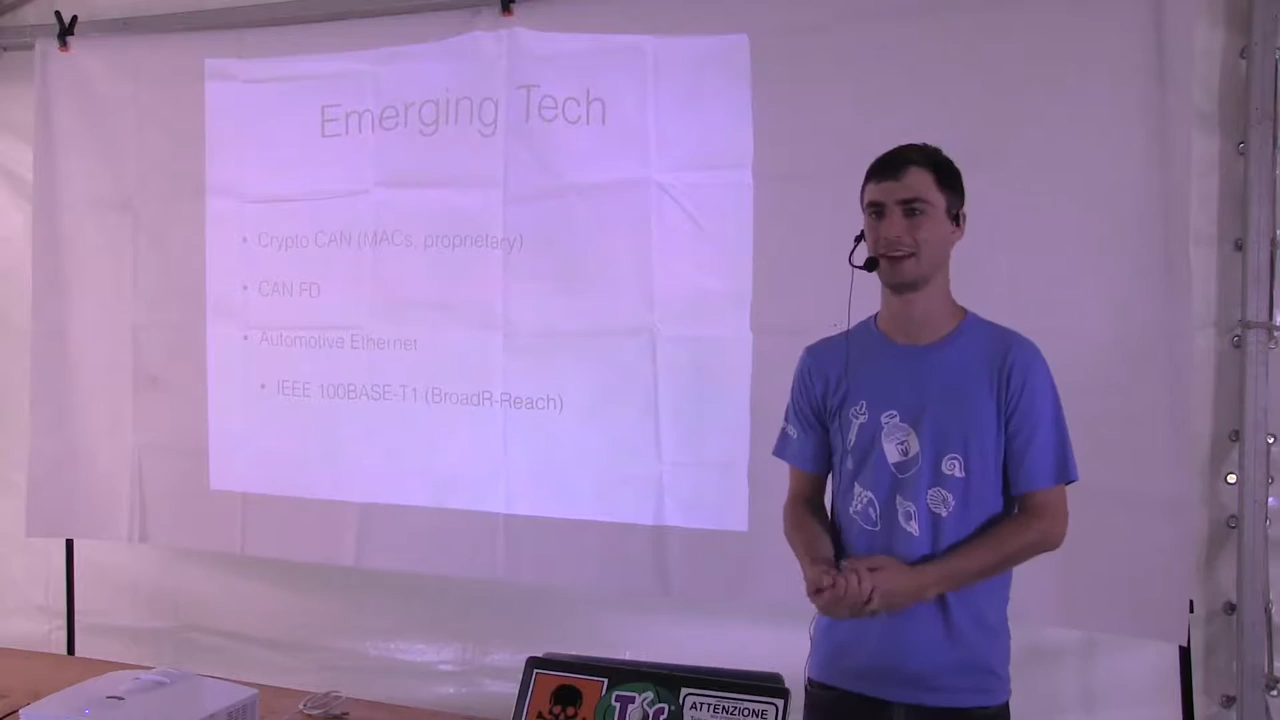 Emerging Tech
• Crypto CAN (MACs, proprietary)
• CAN FD
• Automotive Ethernet
• IEEE 100BASE-T1 (BroadR-Reach)
ATTENZIONE